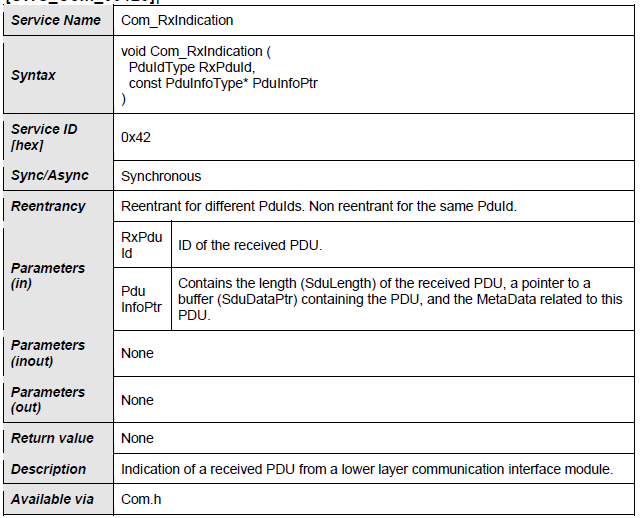 Service Name Com_RxIndication
Syntax
void Com_RxIndication (
PduIdType RxPduId,
const PduInfoType* PduInfoPtr
)
Service ID
[hex]
0x42
Sync/Async Synchronous
Reentrancy Reentrant for different PduIds. Non reentrant for the same PduId.
Parameters
(in)
RxPdu
Id
ID of the received PDU.
Pdu
InfoPtr
Contains the length (SduLength) of the received PDU, a pointer to a
buffer (SduDataPtr) containing the PDU, and the MetaData related to this
PDU.
Parameters
(inout)
None
Parameters
(out)
None
Return value None
Description Indication of a received PDU from a lower layer communication interface module.
Available via Com.h